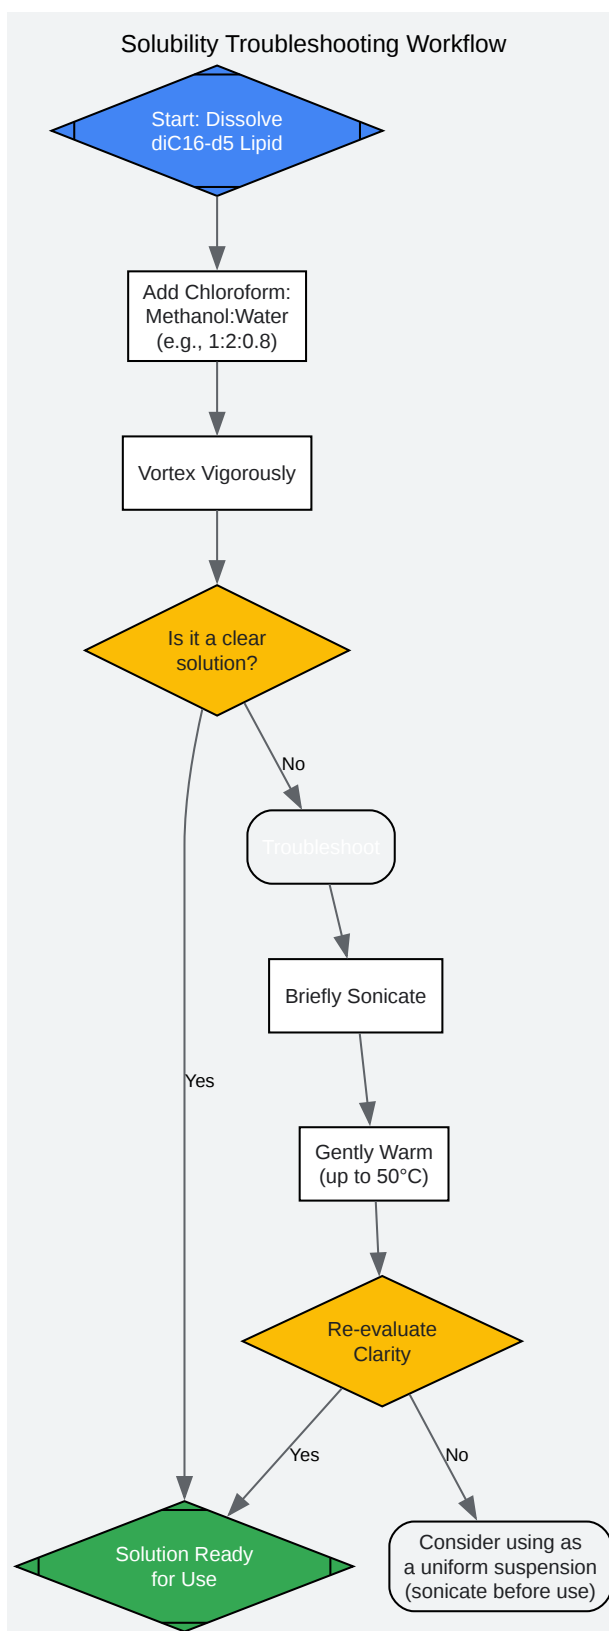 Solubility Troubleshooting Workflow
Start: Dissolve
diC16-d5 Lipid
Add Chloroform:
Methanol:Water
(e.g., 1:2:0.8)
Vortex Vigorously
Is it a clear
solution?
No
Troubleshoot
Briefly Sonicate
Yes
Gently Warm
(up to 50°C)
Re-evaluate
Clarity
Yes
No
Solution Ready
for Use
Consider using as
a uniform suspension
(sonicate before use)